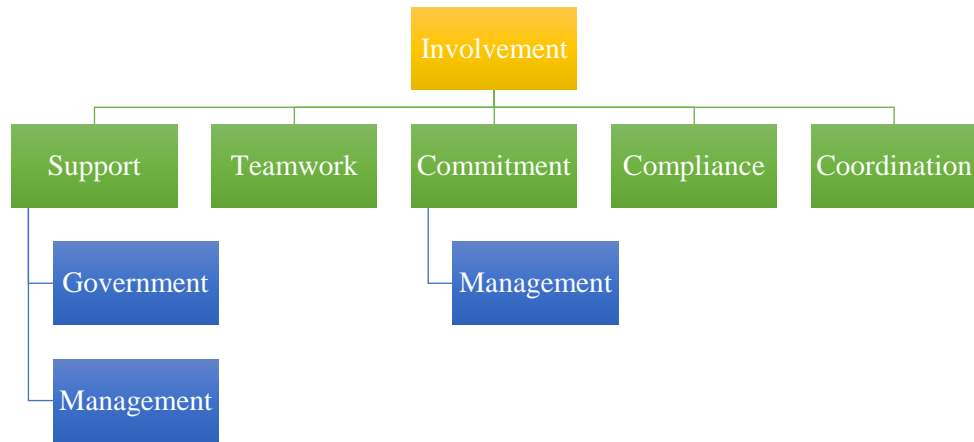 Involvement
Support
Teamwork
Commitment
Compliance
Coordination
Government
Management
Management